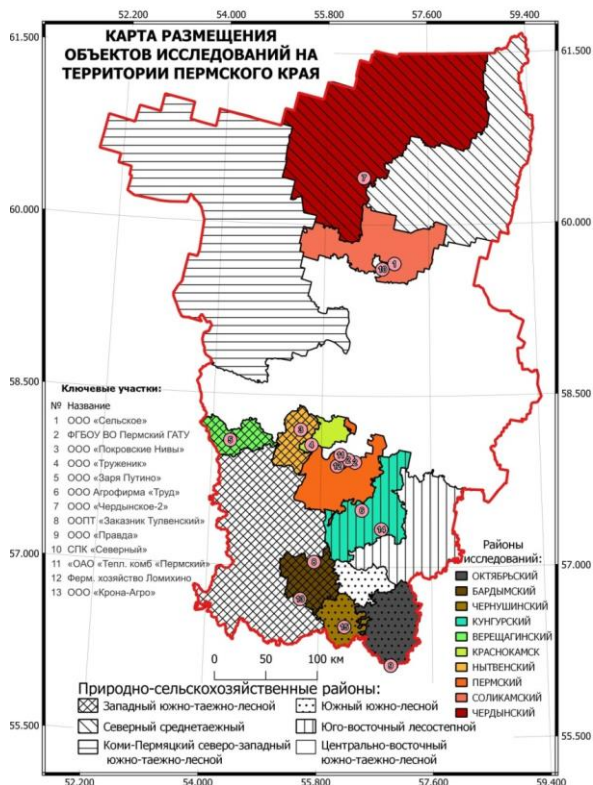 52.200 54.000 55.800 57.600 59.400
61.500 61.500
КАРТА РАЗМЕЩЕНИЯ
ОБЪЕКТОВ ИССЛЕДОВАНИЙ НА
ТЕРРИТОРИИ ПЕРМСКОГО КРАЯ
7
60.000 60.000
1
58.500 58.500
Ключевые участки:
№ Название
1 ООО «Сельское»
2 ФГБОУ ВО Пермский ГАТУ
3 ООО «Покровские Нивы»
4 ООО «Труженик»
5 ООО «Заря Путино»
6 ООО Агрофирма «Труд»
7 ООО «Чердынское-2»
8 ООПТ "Заказник Тулвенский"
9 ООО «Правда»
10 СПК «Северный»
11 «ОАО «Тепл. комб «Пермский»
12 Ферм. хозяйство Ломихино
13 ООО «Крона-Агро»
3
4
5
57.000 57.000
Районы
исследований:
ОКТЯБРЬСКИЙ
БАРДЫМСКИЙ
ЧЕРНУШИНСКИЙ
КУНГУРСКИЙ
ВЕРЕЩАГИНСКИЙ
КРАСНОКАМСК
НЫТВЕНСКИЙ
ПЕРМСКИЙ
СОЛИКАМСКИЙ
ЧЕРДЫНСКИЙ
0 50 100 км
Природно-сельскохозяйственные районы:
Западный южно-таежно-лесной
Южный южно-лесной
Северный среднетаежный
Юго-восточный лесостепной
Коми-Пермяцкий северо-западный
южно-таежно-лесной
Центрально-восточный
южно-таежно-лесной
55.500 55.500
52.200 54.000 55.800 57.600 59.400